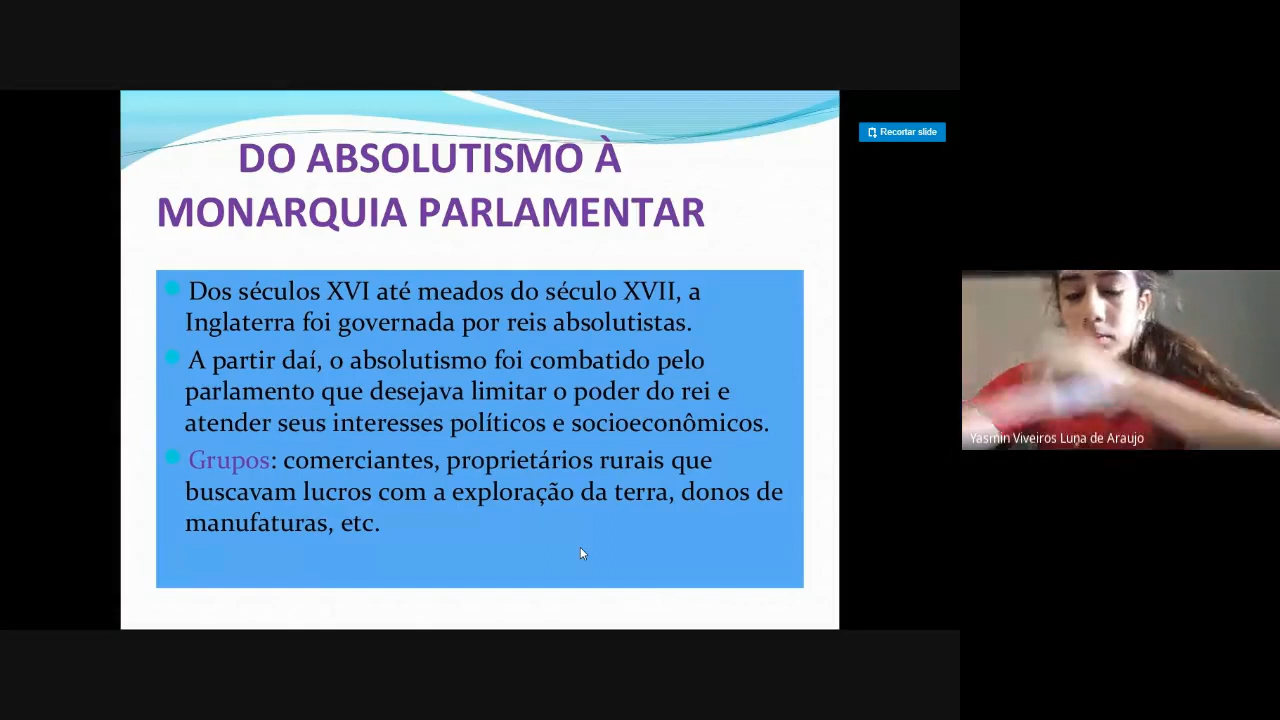 DO ABSOLUTISMO À
MONARQUIA PARLAMENTAR
Dos séculos XVI até meados do século XVII, a
Inglaterra foi governada por reis absolutistas.
A partir daí, o absolutismo foi combatido pelo
parlamento que desejava limitar o poder do rei e
atender seus interesses políticos e socioeconômicos.
Grupos: comerciantes, proprietários rurais que
buscavam lucros com a exploração da terra, donos de
manufaturas, etc.
Recortar slide
Yasmin Viveiros Luna de Araujo